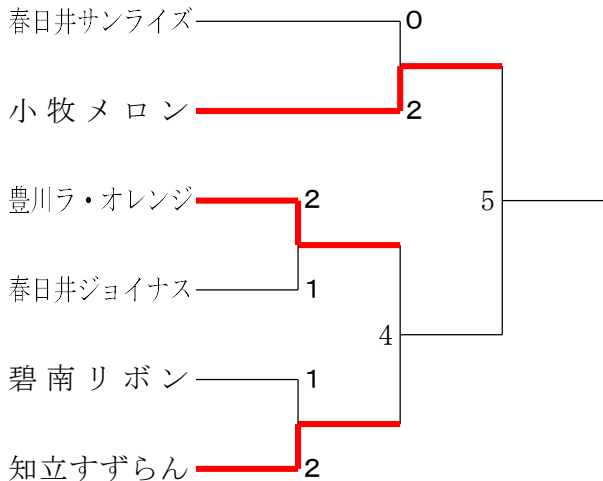 春日井サンライズ 0
小牧メロン 2
豊川ラ・オレンジ 2
5
春日井ジョイナス 1
4
碧南リボン 1
知立すずらん 2